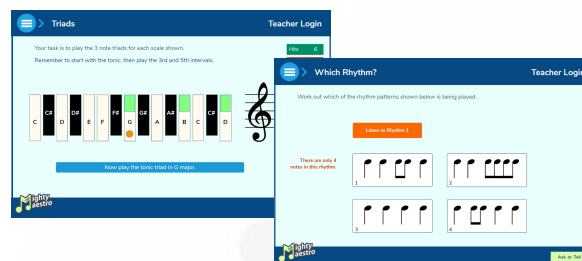 Triads
Teacher Login
Your task is to play the 3 note triads for each scale shown.
Remember to start with the tonic, then play the 3rd and 5th intervals.
Hits 6
C# D# F# G# A# C#
C D E F G A B C D
Now play the tonic triad in G major.
Mighty
Maestro
Which Rhythm?
Teacher Login
Work out which of the rhythm patterns shown below is being played.
Listen to Rhythm 1
There are only 4
notes in this rhythm.
1
2
3
4
Mighty
Maestro
Ask or Tell